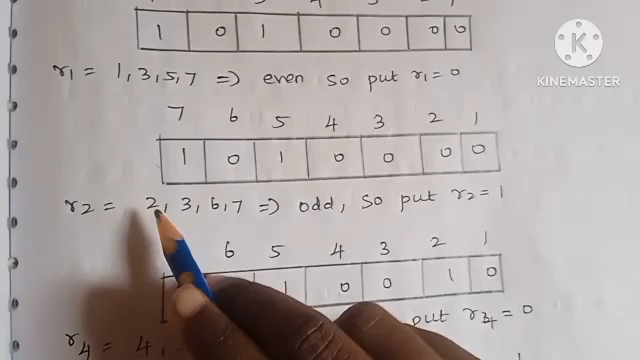 1 0 1 0 0 0 0
KINEMASTER
r1 = 1, 3, 5, 7 => even so put r1 = 0
7 6 5 4 3 2 1
1 0 1 0 0 0 0
r2 = 2, 3, 6, 7 => odd, so put r2 = 1
6 5 4 3 2 1
1 0 0 1 0
put r34 = 0
r4 = 4,